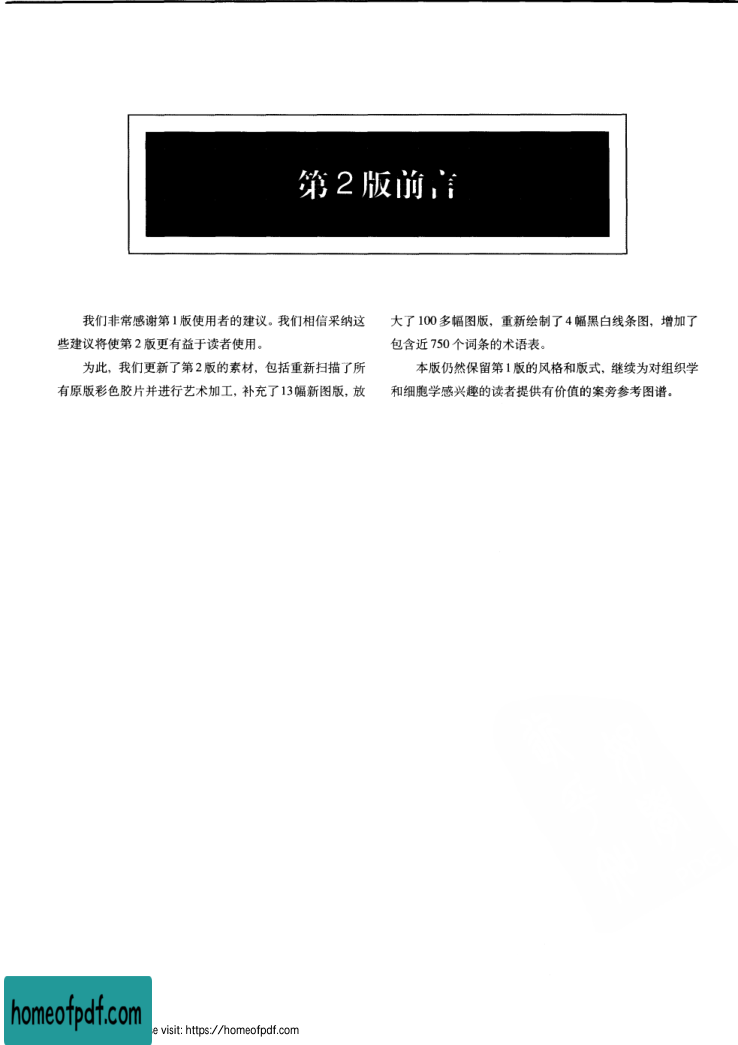 第2版前言
我们非常感谢第1版使用者的建议。我们相信采纳这
些建议将使第2版更有益于读者使用。
为此，我们更新了第2版的素材，包括重新扫描了所
有原版彩色胶片并进行艺术加工，补充了13幅新图版，放
大了100多幅图版，重新绘制了4幅黑白线条图，增加了
包含近750个词条的术语表。
本版仍然保留第1版的风格和版式，继续为对组织学
和细胞学感兴趣的读者提供有价值的案旁参考图谱。
homeofpdf.com
e visit: https://homeofpdf.com